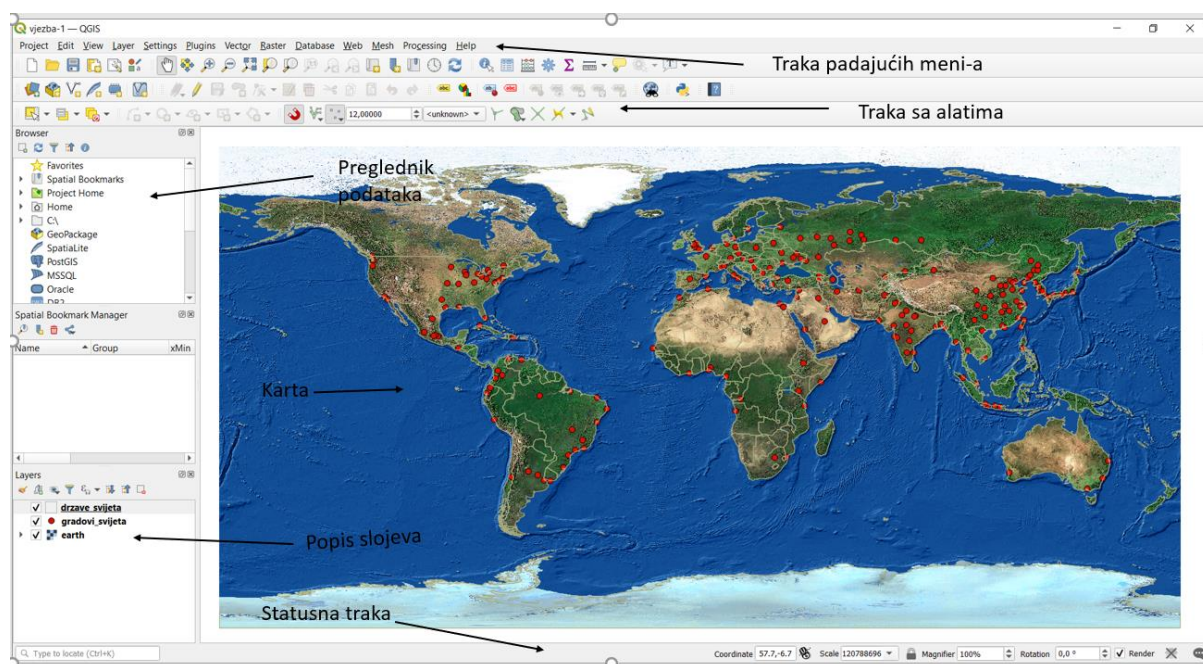 vjezba-1 — QGIS
Project Edit View Layer Settings Plugins Vector Raster Database Web Mesh Processing Help
Traka padajućih meni-a
12,00000 <unknown>
Traka sa alatima
Browser
Favorites
Spatial Bookmarks
Project Home
Home
C:\
GeoPackage
SpatiaLite
PostGIS
MSSQL
Oracle
DB2
Preglednik
podataka
Spatial Bookmark Manager
Name Group xMin
Karta
Layers
drzave_svijeta
gradovi_svijeta
earth
Popis slojeva
Statusna traka
Type to locate (Ctrl+K)
Coordinate 57.7,-6.7 Scale 120788696 Magnifier 100% Rotation 0,0 ° Render